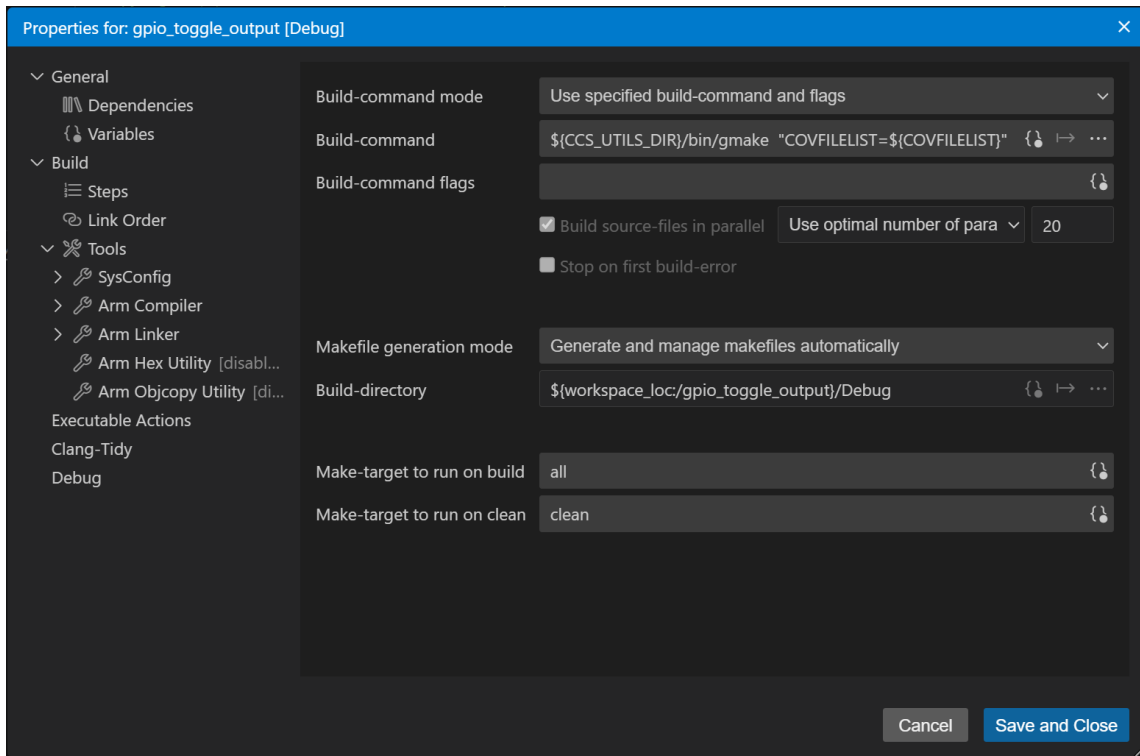 Properties for: gpio_toggle_output [Debug]
General
Dependencies
Variables
Build
Steps
Link Order
Tools
SysConfig
Arm Compiler
Arm Linker
Arm Hex Utility [disabl...
Arm Objcopy Utility [di...
Executable Actions
Clang-Tidy
Debug
Build-command mode Use specified build-command and flags
Build-command ${CCS_UTILS_DIR}/bin/gmake "COVFILELIST=${COVFILELIST}"
Build-command flags
Build source-files in parallel Use optimal number of para 20
Stop on first build-error
Makefile generation mode Generate and manage makefiles automatically
Build-directory ${workspace_loc:/gpio_toggle_output}/Debug
Make-target to run on build all
Make-target to run on clean clean
Cancel Save and Close